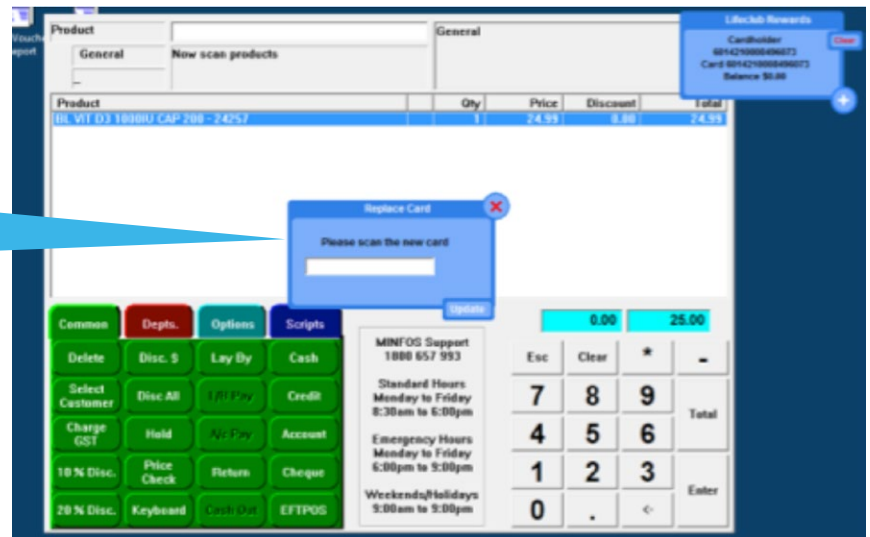 Vouche
eport
Product
General
General
Now scan products
Lifeclub Rewards
Cardholder
Clear
Balance $0.00
+
Product Qty Price Discount Total
BL VIT D3 1000IU CAP 200 - 24257 1 24.99 0.00 24.99
Replace Card
Please scan the new card
Update
0.00 25.00
Common Depts. Options Scripts
Delete Disc. $ Lay By Cash
Select Customer Disc All L/B Pay Credit
Charge GST Hold A/c Pay Account
10 % Disc. Price Check Return Cheque
20 % Disc. Keyboard Cash Out EFTPOS
MINFOS Support
1800 657 993
Standard Hours
Monday to Friday
8:30am to 6:00pm
Emergency Hours
Monday to Friday
6:00pm to 9:00pm
Weekends/Holidays
9:00am to 9:00pm
Esc Clear * -
7 8 9 Total
4 5 6
1 2 3 Enter
0 . <-